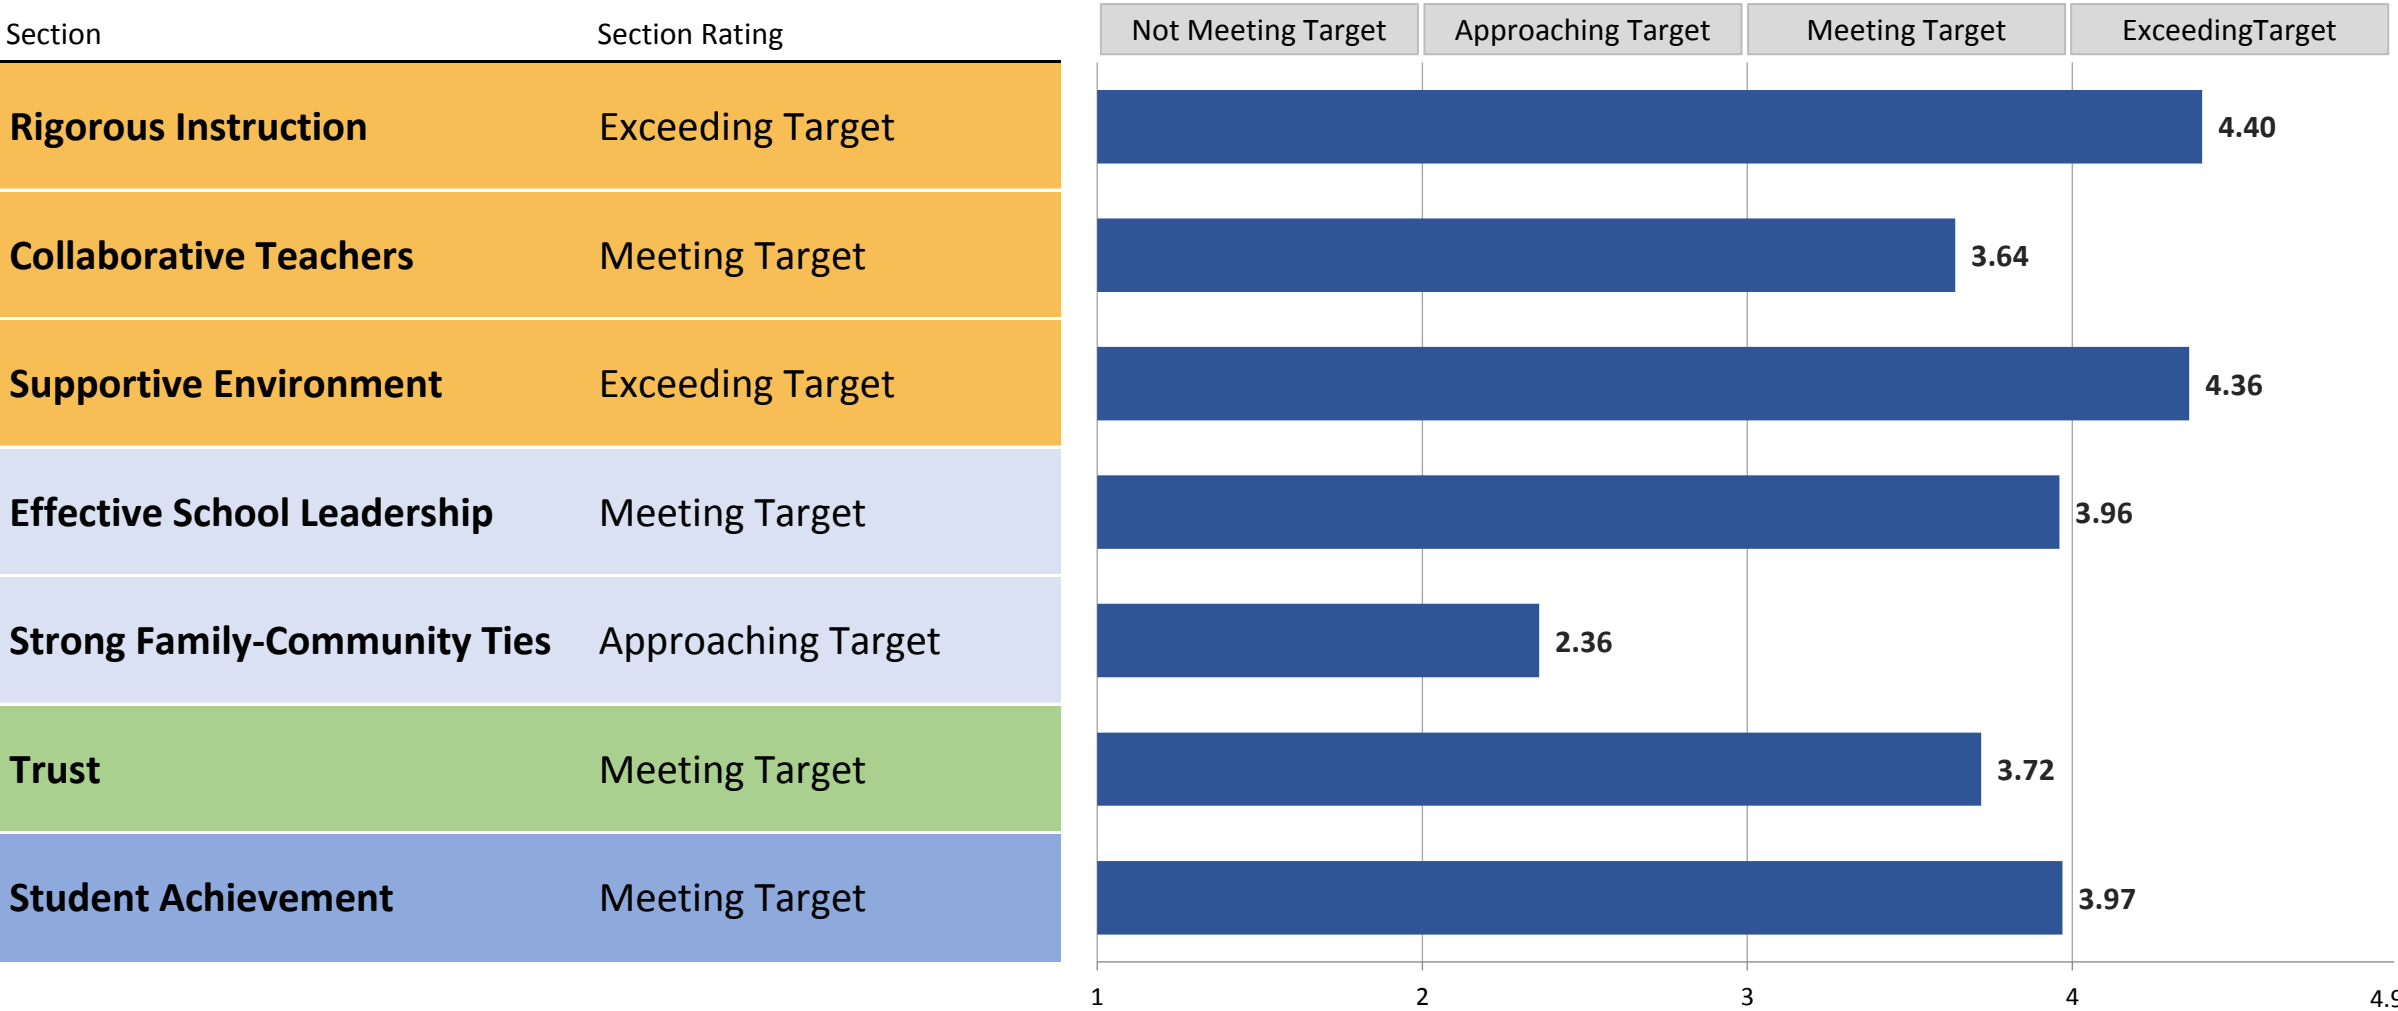 Section Section Rating Not Meeting Target Approaching Target Meeting Target ExceedingTarget
Rigorous Instruction Exceeding Target 4.40
Collaborative Teachers Meeting Target 3.64
Supportive Environment Exceeding Target 4.36
Effective School Leadership Meeting Target 3.96
Strong Family-Community Ties Approaching Target 2.36
Trust Meeting Target 3.72
Student Achievement Meeting Target 3.97
1 2 3 4 4.9